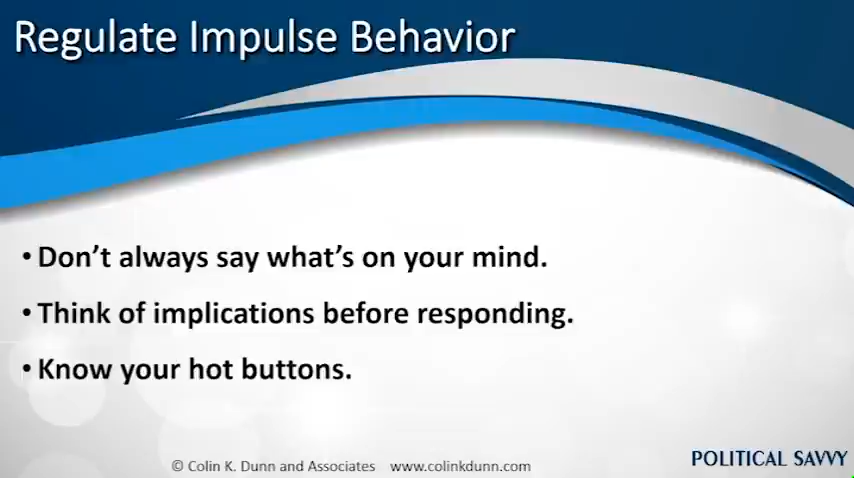 Regulate Impulse Behavior
• Don’t always say what’s on your mind.
• Think of implications before responding.
• Know your hot buttons.
© Colin K. Dunn and Associates www.colinkdunn.com
POLITICAL SAVVY